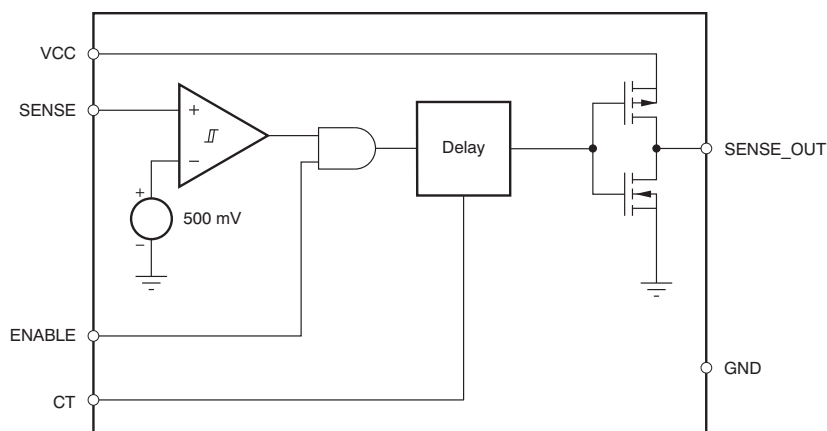 VCC
SENSE
+
−
+
500 mV
−
Delay
SENSE_OUT
ENABLE
GND
CT